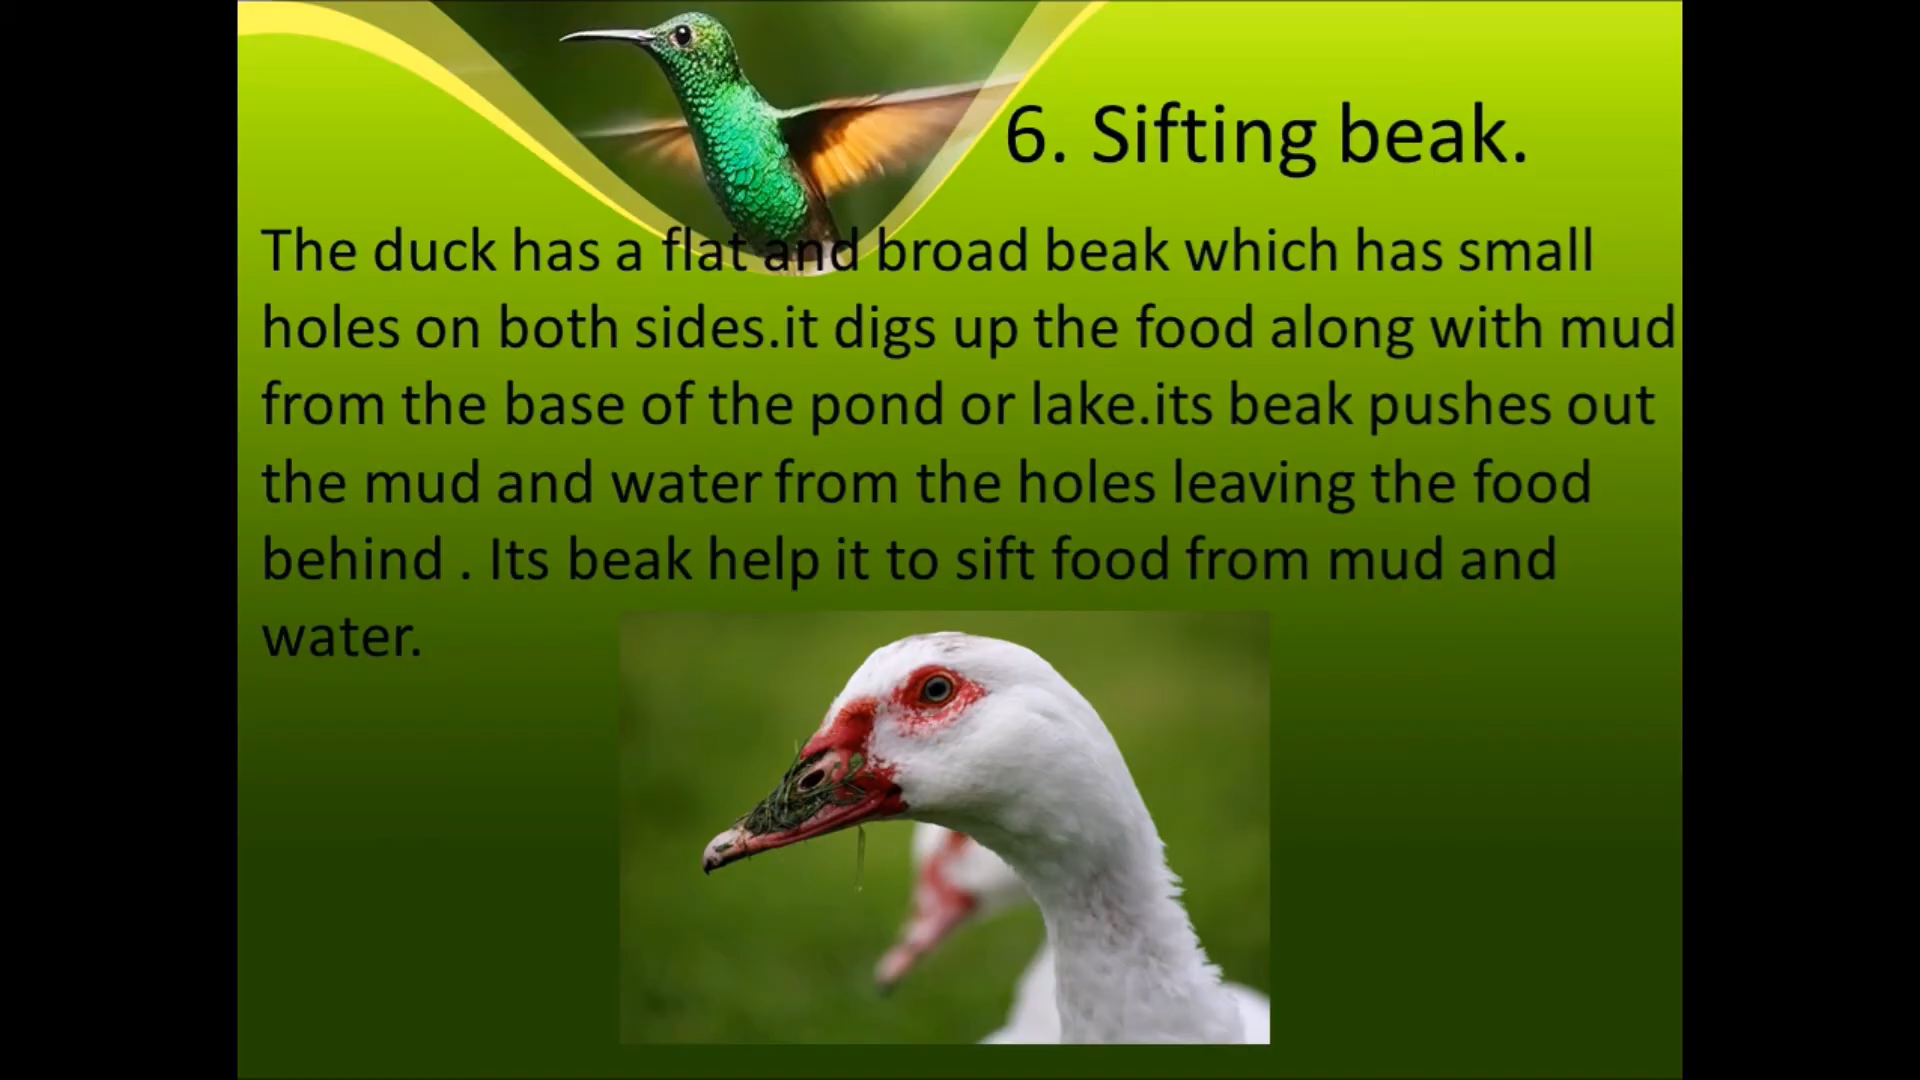 6. Sifting beak.
The duck has a flat and broad beak which has small
holes on both sides.it digs up the food along with mud
from the base of the pond or lake.its beak pushes out
the mud and water from the holes leaving the food
behind . Its beak help it to sift food from mud and
water.